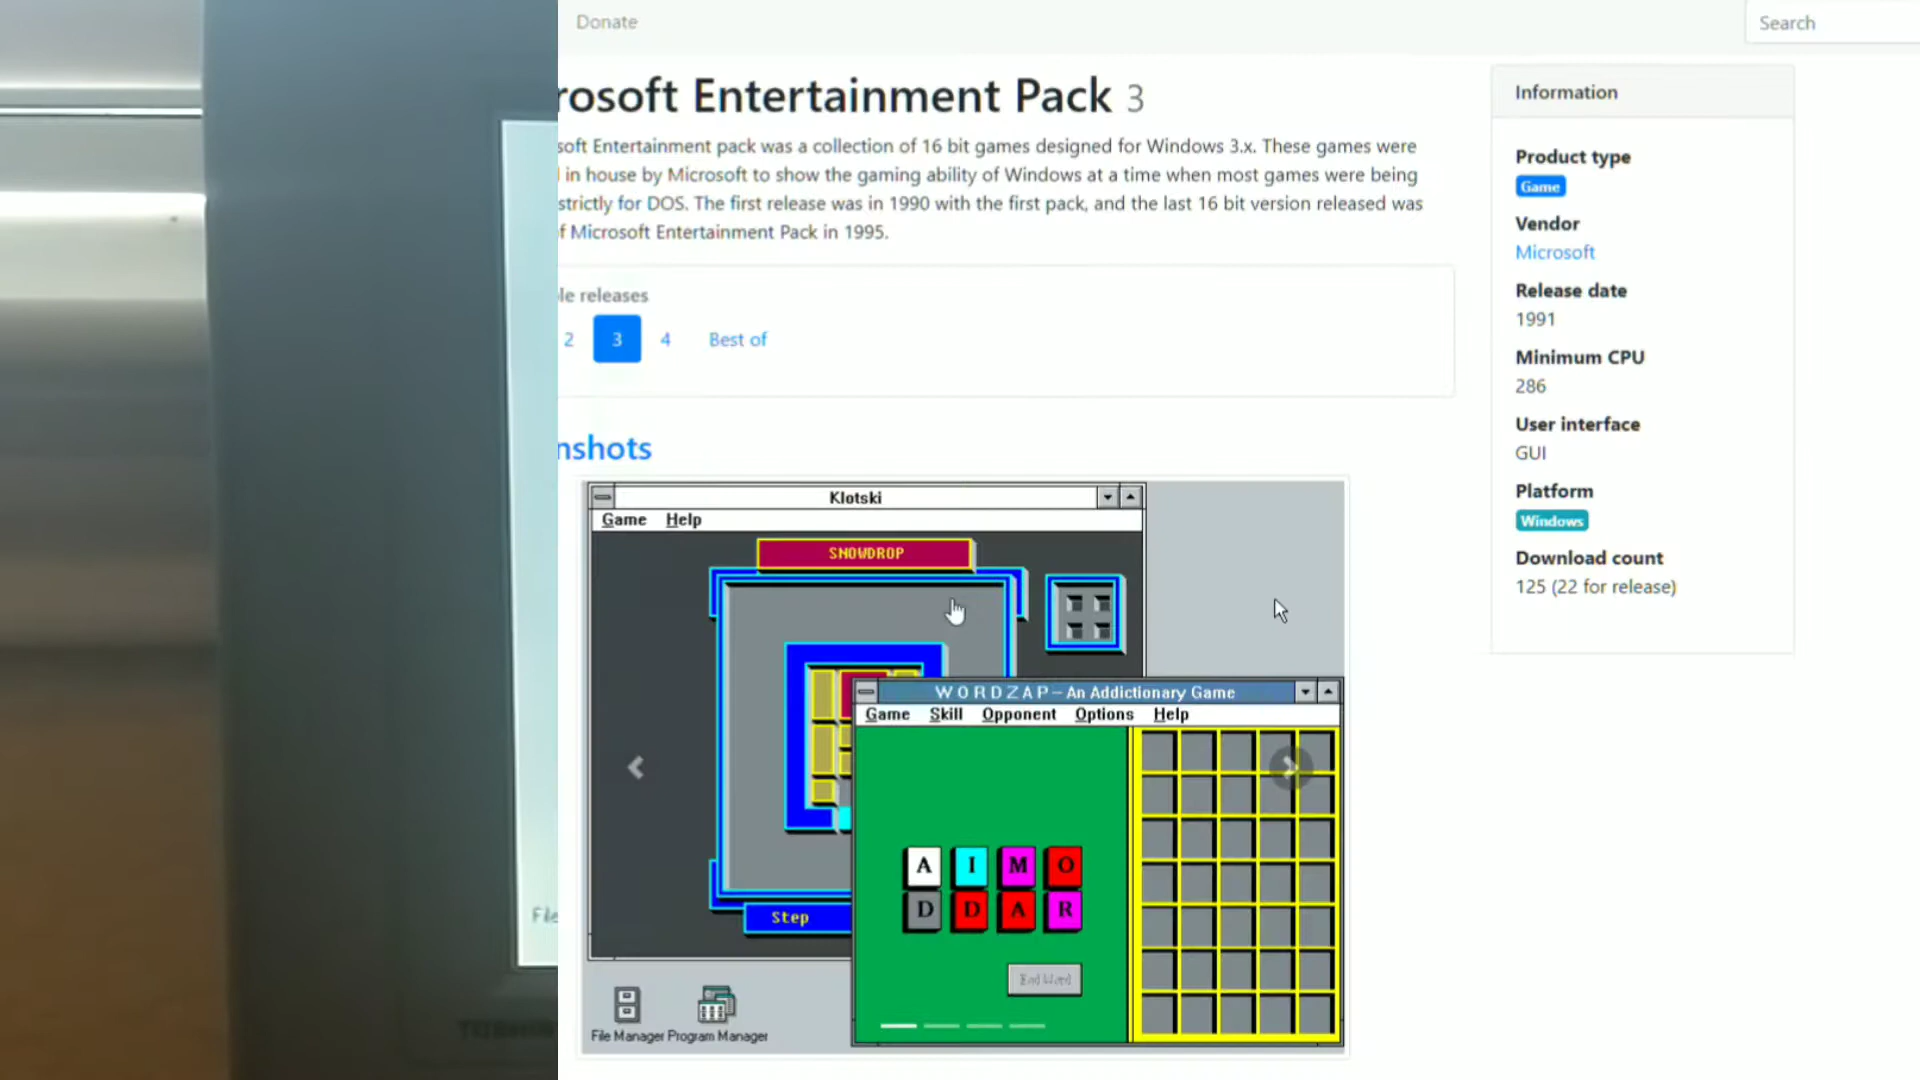 Donate
Search
rosoft Entertainment Pack 3
soft Entertainment pack was a collection of 16 bit games designed for Windows 3.x. These games were
in house by Microsoft to show the gaming ability of Windows at a time when most games were being
strictly for DOS. The first release was in 1990 with the first pack, and the last 16 bit version released was
f Microsoft Entertainment Pack in 1995.
le releases
2 3 4 Best of
nshots
Information
Product type
Game
Vendor
Microsoft
Release date
1991
Minimum CPU
286
User interface
GUI
Platform
Windows
Download count
125 (22 for release)
Klotski
Game Help
SNOWDROP
Step
WORDZAP – An Addictionary Game
Game Skill Opponent Options Help
A I M O
D D A R
End Word
File Manager Program Manager
File